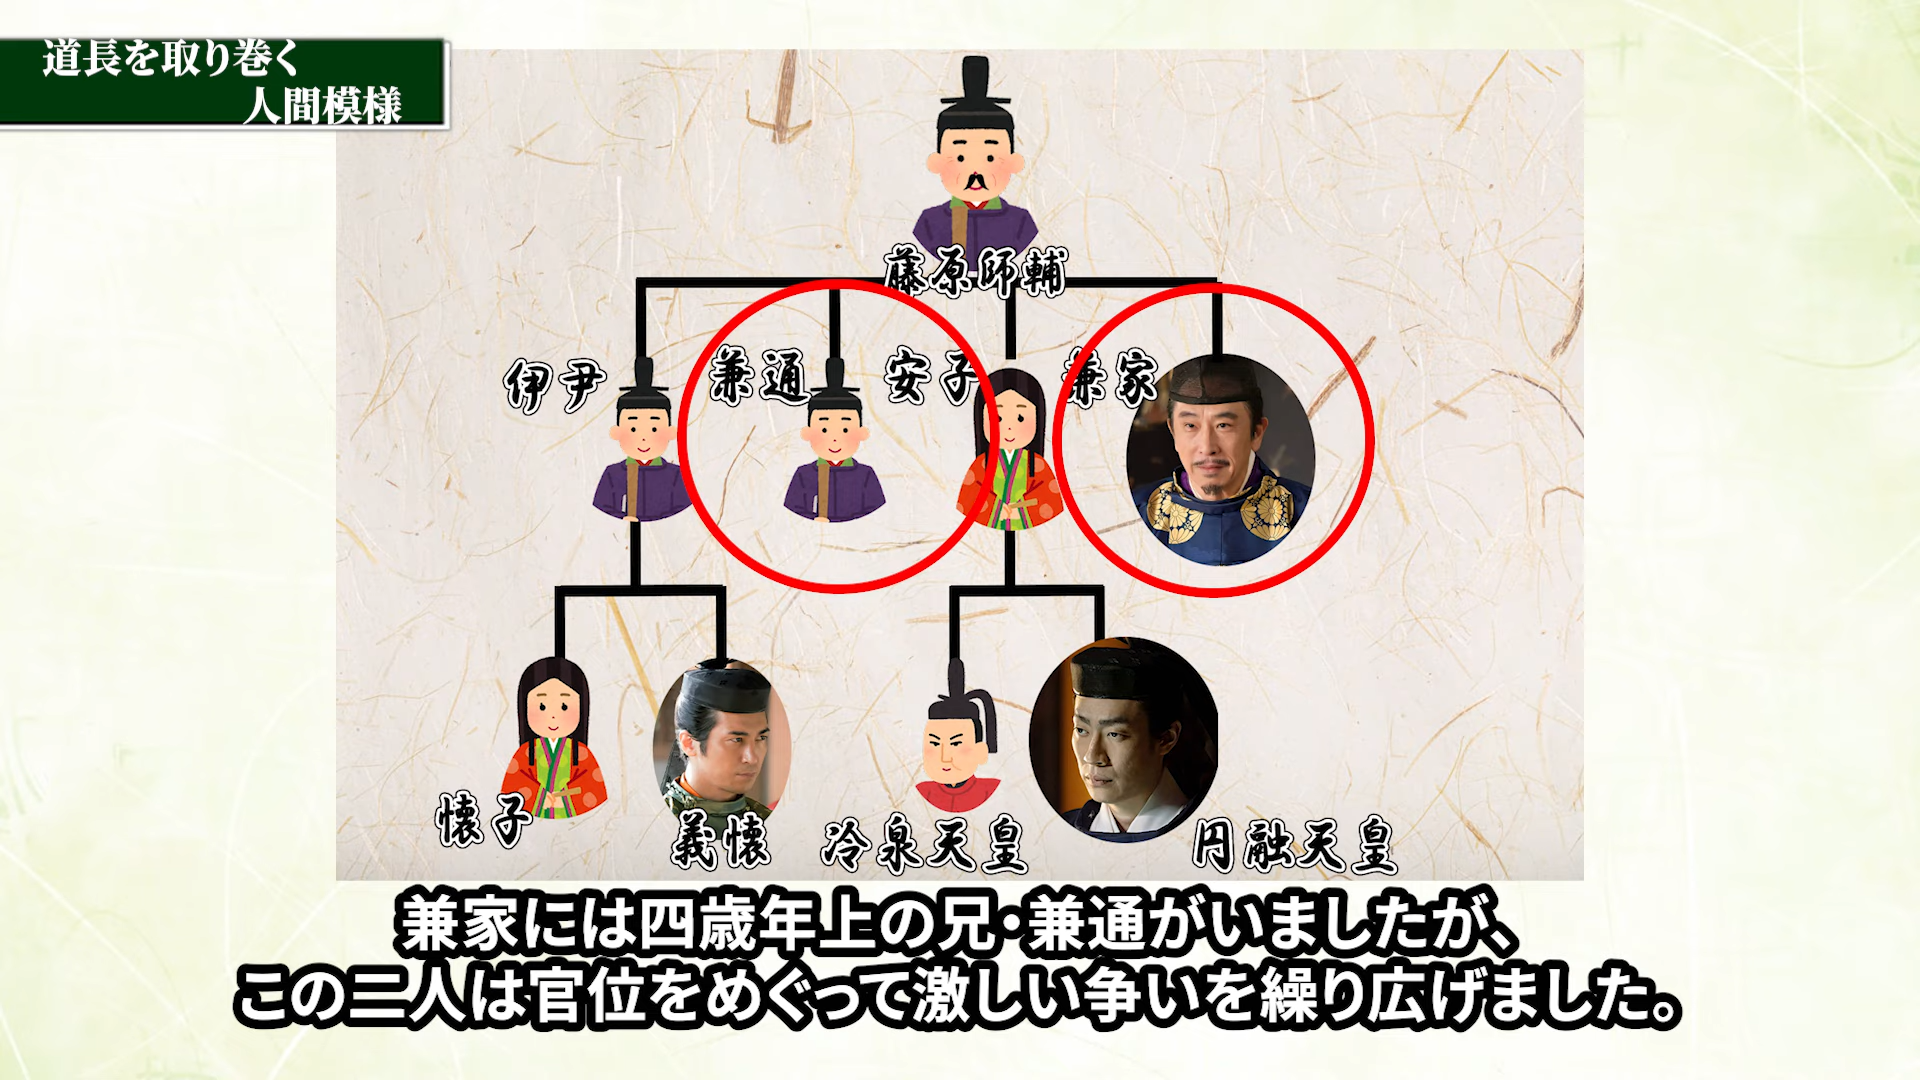 道長を取り巻く
人間模様
藤原師輔
伊尹
兼通
安子
兼家
懐子
義懐
冷泉天皇
円融天皇
兼家には四歳年上の兄・兼通がいましたが、
この二人は官位をめぐって激しい争いを繰り広げました。